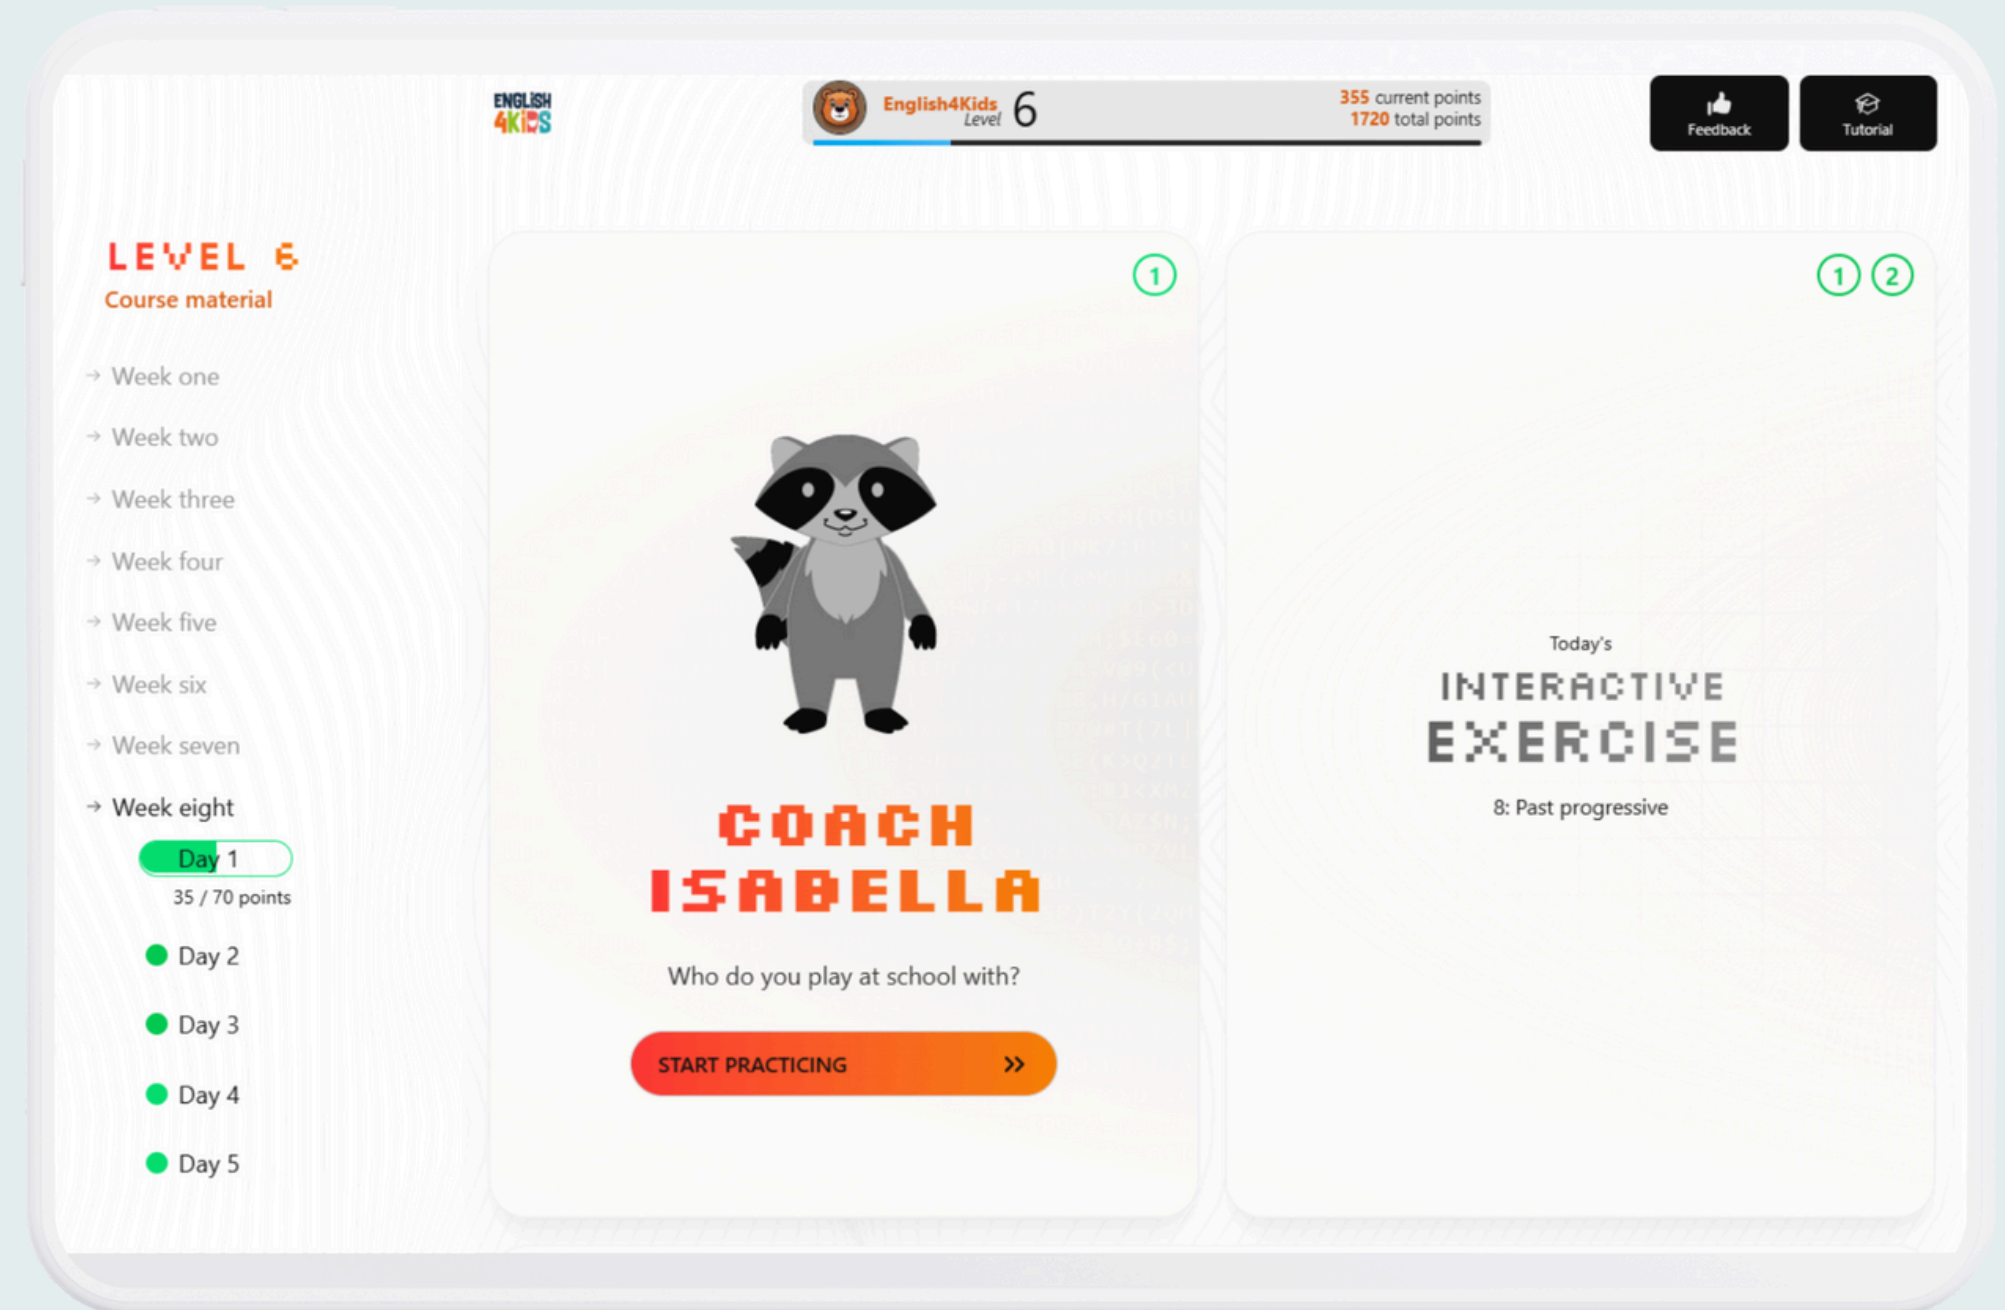 ENGLISH
4KIDS
English4Kids
Level 6
355 current points
1720 total points
Feedback
Tutorial
LEVEL 6
Course material
→ Week one
→ Week two
→ Week three
→ Week four
→ Week five
→ Week six
→ Week seven
→ Week eight
Day 1
35 / 70 points
Day 2
Day 3
Day 4
Day 5
1
COACH
ISABELLA
Who do you play at school with?
START PRACTICING
1 2
Today's
INTERACTIVE
EXERCISE
8: Past progressive